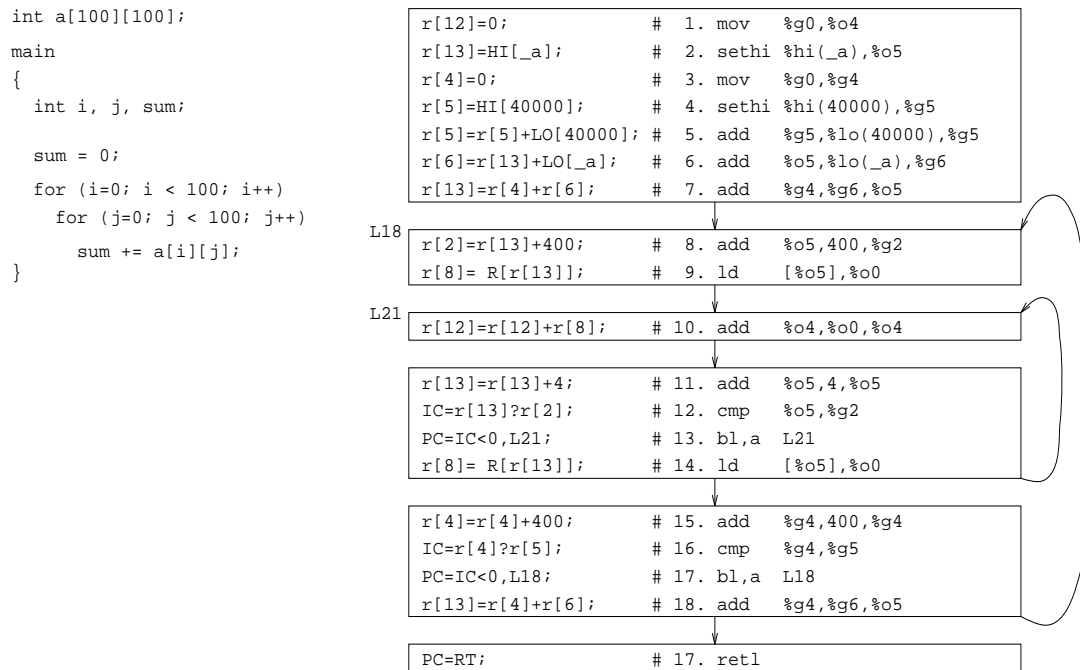 int a[100][100];
main
{
int i, j, sum;
sum = 0;
for (i=0; i < 100; i++)
for (j=0; j < 100; j++)
sum += a[i][j];
}
r[12]=0; # 1. mov %g0,%o4
r[13]=HI[_a]; # 2. sethi %hi(_a),%o5
r[4]=0; # 3. mov %g0,%g4
r[5]=HI[40000]; # 4. sethi %hi(40000),%g5
r[5]=r[5]+LO[40000]; # 5. add %g5,%lo(40000),%g5
r[6]=r[13]+LO[_a]; # 6. add %o5,%lo(_a),%g6
r[13]=r[4]+r[6]; # 7. add %g4,%g6,%o5
L18
r[2]=r[13]+400; # 8. add %o5,400,%g2
r[8]= R[r[13]]; # 9. ld [%o5],%o0
L21
r[12]=r[12]+r[8]; # 10. add %o4,%o0,%o4
r[13]=r[13]+4; # 11. add %o5,4,%o5
IC=r[13]?r[2]; # 12. cmp %o5,%g2
PC=IC<0,L21; # 13. bl,a L21
r[8]= R[r[13]]; # 14. ld [%o5],%o0
r[4]=r[4]+400; # 15. add %g4,400,%g4
IC=r[4]?r[5]; # 16. cmp %g4,%g5
PC=IC<0,L18; # 17. bl,a L18
r[13]=r[4]+r[6]; # 18. add %g4,%g6,%o5
PC=RT; # 17. retl